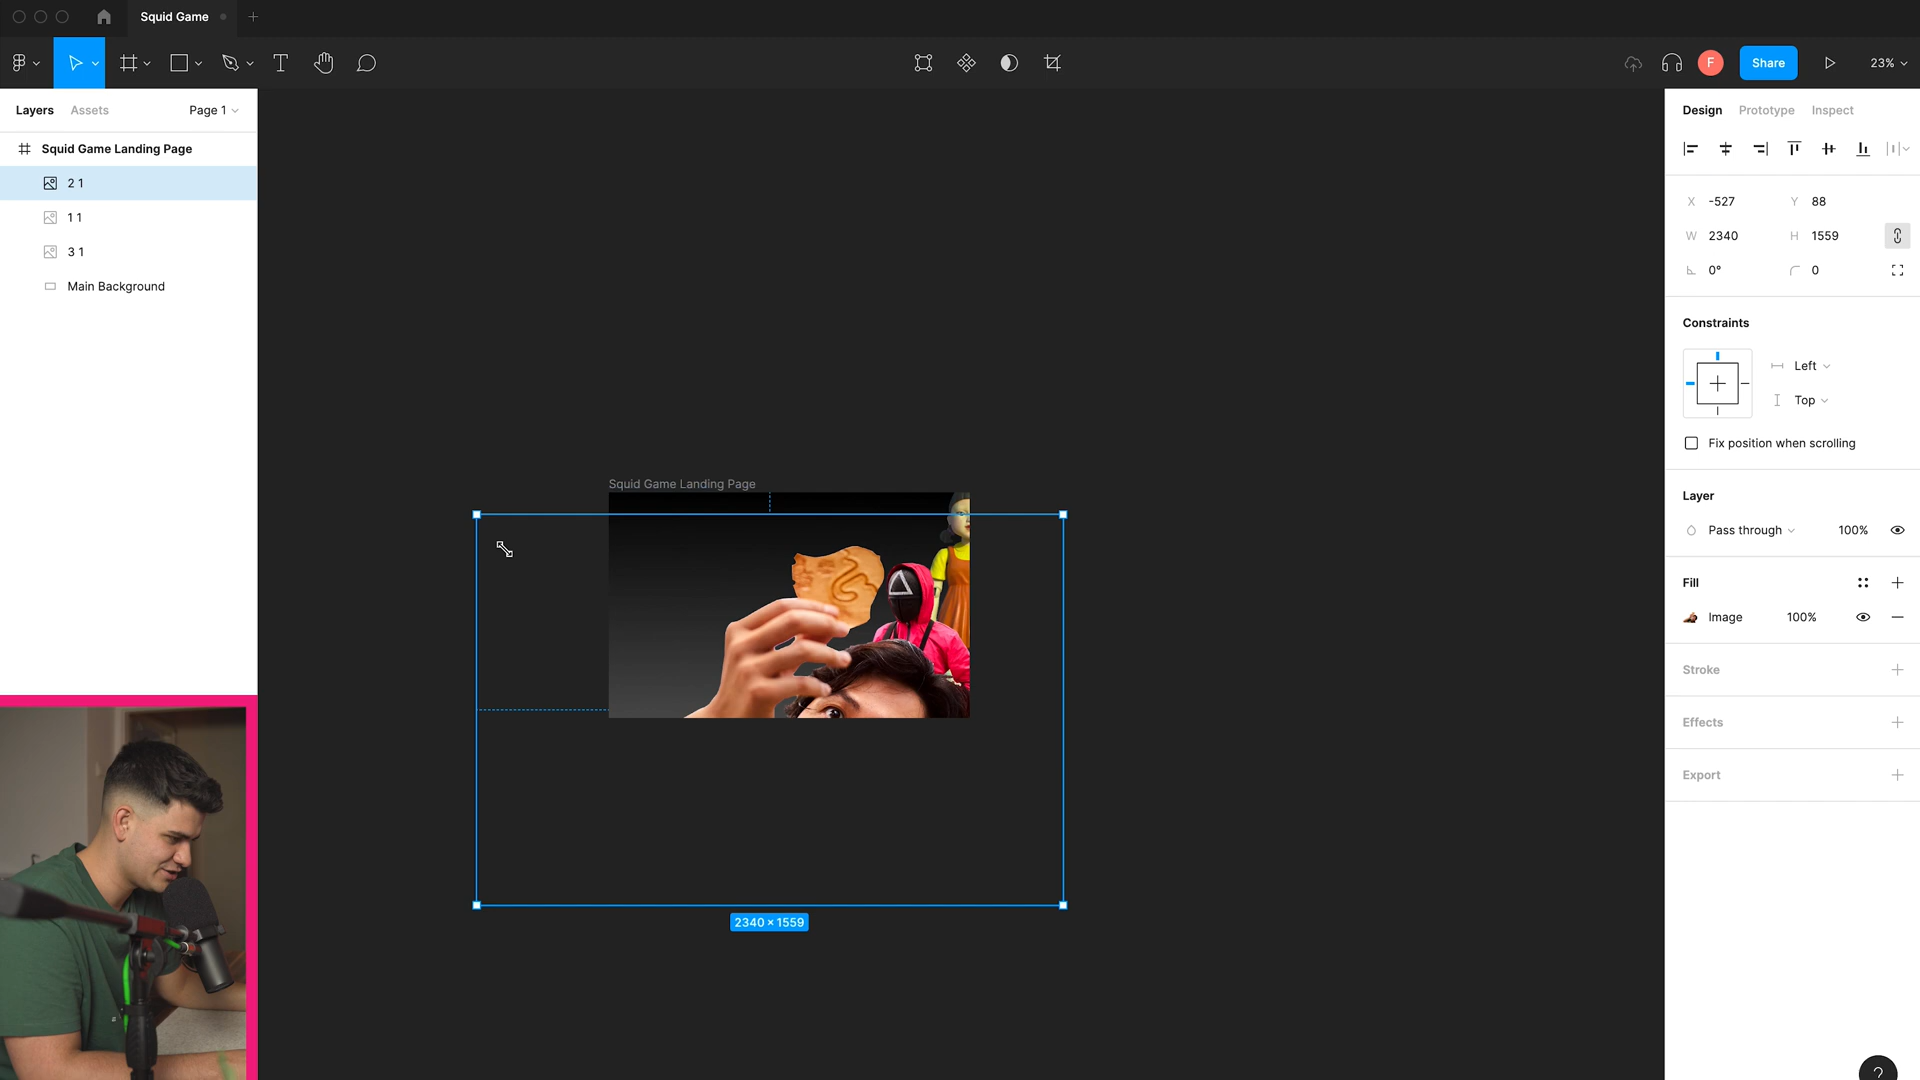 Squid Game
F
Share
23%
Layers
Assets
Page 1
Squid Game Landing Page
2 1
1 1
3 1
Main Background
Squid Game Landing Page
2340 × 1559
Design
Prototype
Inspect
X -527
Y 88
W 2340
H 1559
0°
0
Constraints
Left
Top
Fix position when scrolling
Layer
Pass through
100%
Fill
Image
100%
Stroke
Effects
Export
?